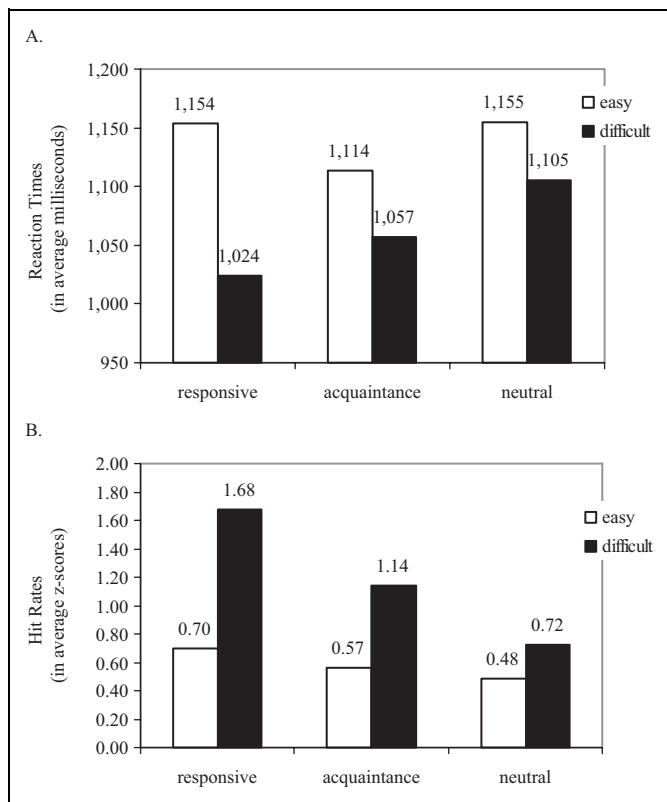 A.
Reaction Times
(in average milliseconds)
1,200
1,150
1,100
1,050
1,000
950
1,154
1,024
1,114
1,057
1,155
1,105
easy
difficult
responsive acquaintance neutral
B.
Hit Rates
(in average z-scores)
2.00
1.80
1.60
1.40
1.20
1.00
0.80
0.60
0.40
0.20
0.00
0.70
1.68
0.57
1.14
0.48
0.72
easy
difficult
responsive acquaintance neutral